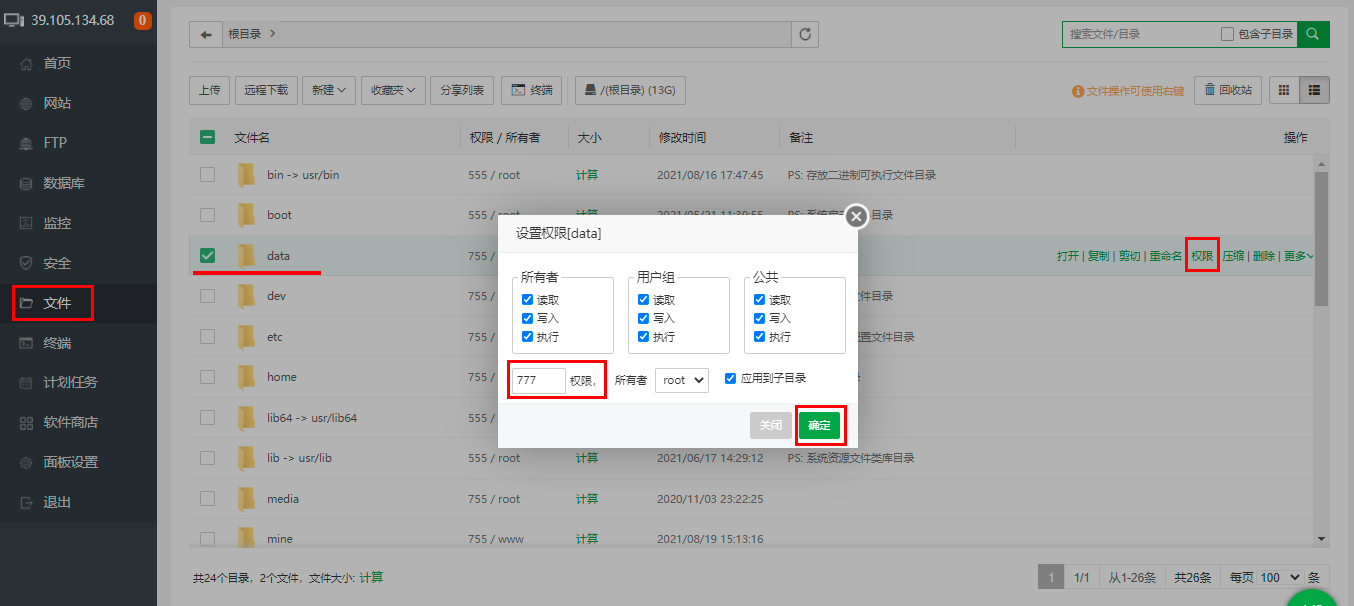 39.105.134.68 0
首页
网站
FTP
数据库
监控
安全
文件
终端
计划任务
软件商店
面板设置
退出
根目录
搜索文件/目录 包含子目录
上传 远程下载 新建 收藏夹 分享列表 终端 /(根目录) (13G) 文件操作可使用右键 回收站
文件名 权限 / 所有者 大小 修改时间 备注 操作
bin -> usr/bin 555 / root 计算 2021/08/16 17:47:45 PS: 存放二进制可执行文件目录
boot 555 / root 计算 2021/05/21 11:39:55 PS: 目录
data 755 / 打开 | 复制 | 剪切 | 重命名 权限 压缩 | 删除 | 更多
dev 755 / 件目录
etc 755 / 置文件目录
home 755 /
lib64 -> usr/lib64 555 /
lib -> usr/lib 555 / root 计算 2021/06/17 14:29:12 PS: 系统资源文件类库目录
media 755 / root 计算 2020/11/03 23:22:25
mine 755 / www 计算 2021/08/19 15:13:16
设置权限[data]
所有者 用户组 公共
读取 读取 读取
写入 写入 写入
执行 执行 执行
777 权限, 所有者 root 应用到子目录
关闭 确定
共24个目录, 2个文件, 文件大小: 计算
1 1/1 从1-26条 共26条 每页 100 条